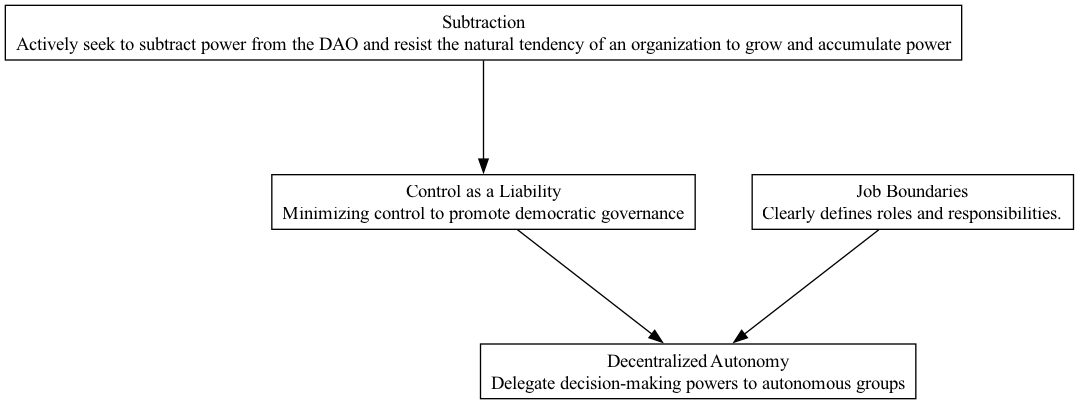 Subtraction
Actively seek to subtract power from the DAO and resist the natural tendency of an organization to grow and accumulate power
Control as a Liability
Minimizing control to promote democratic governance
Job Boundaries
Clearly defines roles and responsibilities.
Decentralized Autonomy
Delegate decision-making powers to autonomous groups